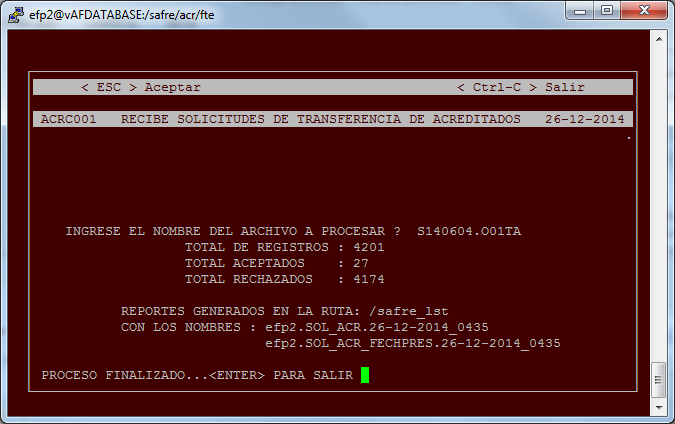 efp2@vAFDATABASE:/safre/acr/fte
< ESC > Aceptar < Ctrl-C > Salir
ACRC001 RECIBE SOLICITUDES DE TRANSFERENCIA DE ACREDITADOS 26-12-2014
.
INGRESE EL NOMBRE DEL ARCHIVO A PROCESAR ? S140604.O01TA
TOTAL DE REGISTROS : 4201
TOTAL ACEPTADOS : 27
TOTAL RECHAZADOS : 4174
REPORTES GENERADOS EN LA RUTA: /safre_lst
CON LOS NOMBRES : efp2.SOL_ACR.26-12-2014_0435
efp2.SOL_ACR_FECHPRES.26-12-2014_0435
PROCESO FINALIZADO...<ENTER> PARA SALIR